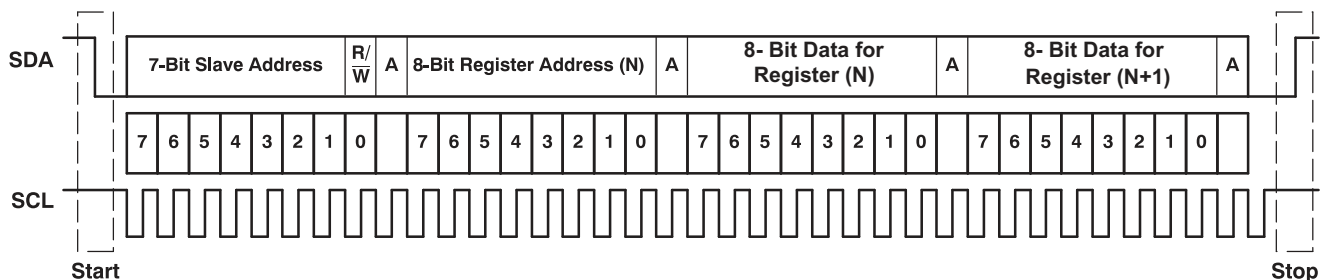 SDA
7-Bit Slave Address
R/
W
A
8-Bit Register Address (N)
A
8- Bit Data for
Register (N)
A
8- Bit Data for
Register (N+1)
A
7 6 5 4 3 2 1 0 7 6 5 4 3 2 1 0 7 6 5 4 3 2 1 0 7 6 5 4 3 2 1 0
SCL
Start
Stop